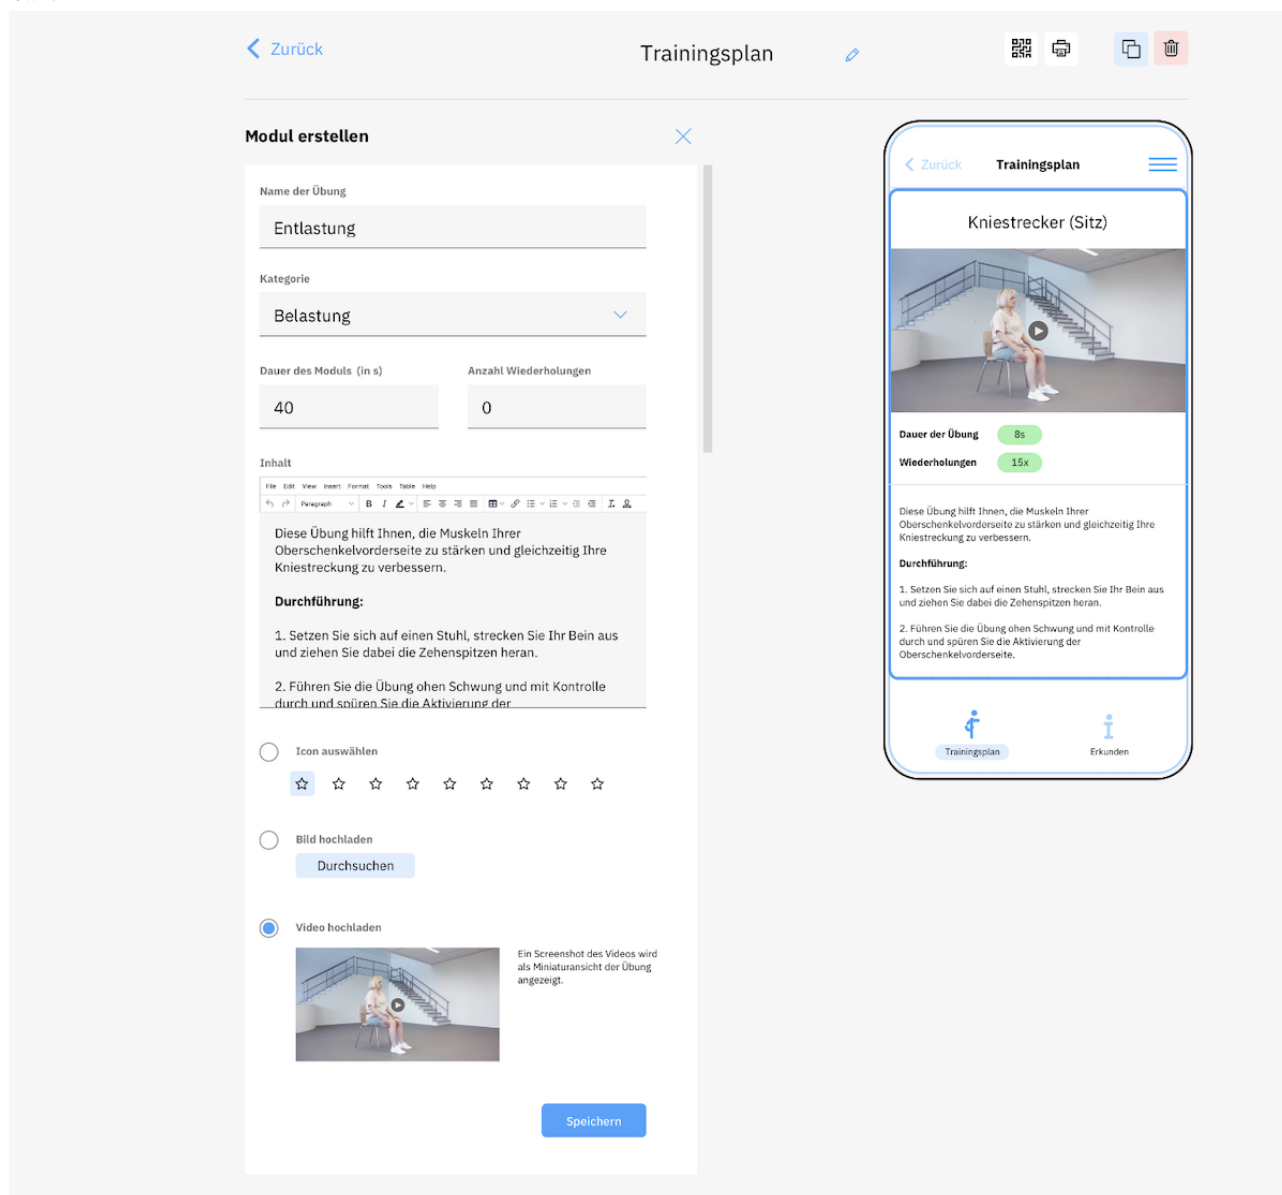 Zurück
Trainingsplan
Modul erstellen
Name der Übung
Entlastung
Kategorie
Belastung
Dauer des Moduls (in s)
Anzahl Wiederholungen
40
0
Inhalt
File Edit View Insert Format Tools Table Help
Paragraph B I
Diese Übung hilft Ihnen, die Muskeln Ihrer
Oberschenkelvorderseite zu stärken und gleichzeitig Ihre
Kniestreckung zu verbessern.
Durchführung:
1. Setzen Sie sich auf einen Stuhl, strecken Sie Ihr Bein aus
und ziehen Sie dabei die Zehenspitzen heran.
2. Führen Sie die Übung ohen Schwung und mit Kontrolle
durch und spüren Sie die Aktivierung der
Icon auswählen
Bild hochladen
Durchsuchen
Video hochladen
Ein Screenshot des Videos wird
als Miniaturansicht der Übung
angezeigt.
Speichern
Zurück
Trainingsplan
Kniestrecker (Sitz)
Dauer der Übung 8s
Wiederholungen 15x
Diese Übung hilft Ihnen, die Muskeln Ihrer
Oberschenkelvorderseite zu stärken und gleichzeitig Ihre
Kniestreckung zu verbessern.
Durchführung:
1. Setzen Sie sich auf einen Stuhl, strecken Sie Ihr Bein aus
und ziehen Sie dabei die Zehenspitzen heran.
2. Führen Sie die Übung ohen Schwung und mit Kontrolle
durch und spüren Sie die Aktivierung der
Oberschenkelvorderseite.
Trainingsplan
Erkunden